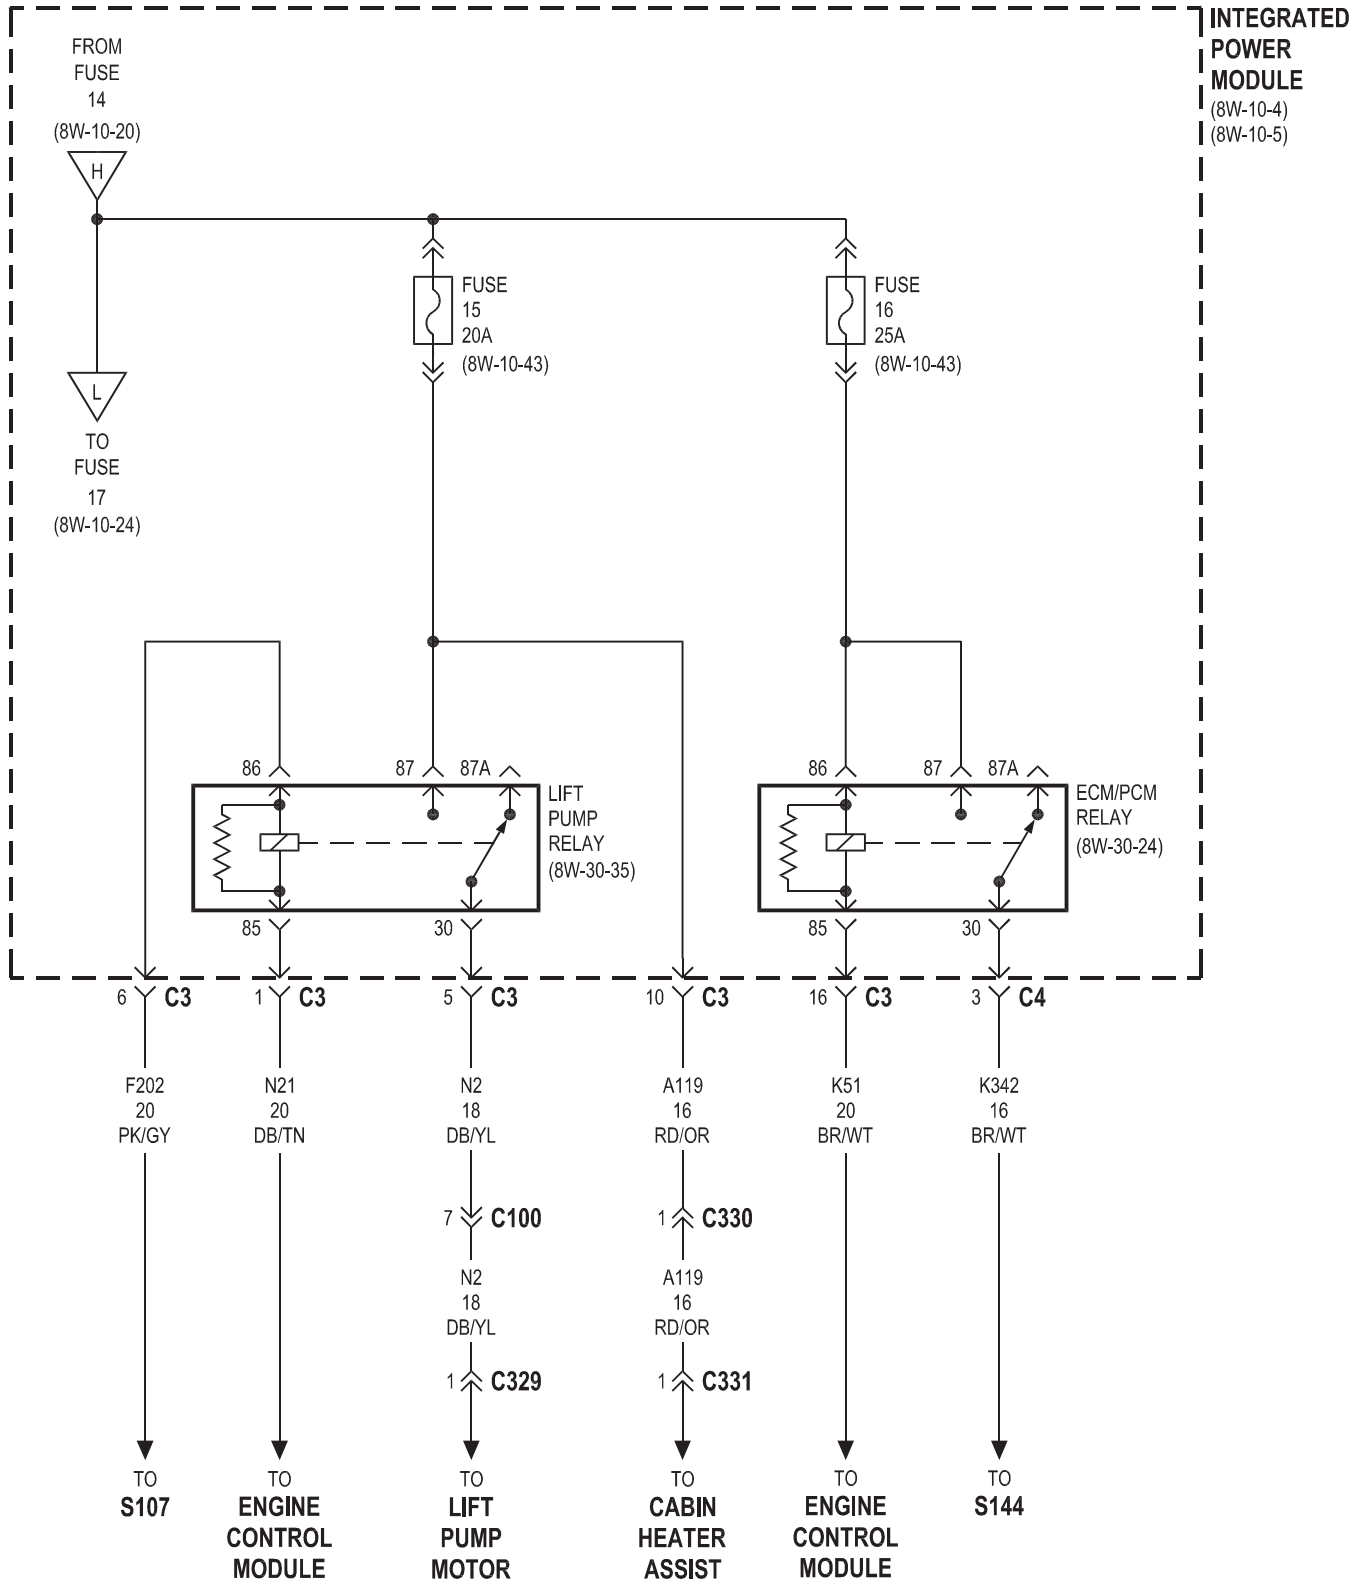 INTEGRATED
POWER
MODULE
(8W-10-4)
(8W-10-5)
FROM
FUSE
14
(8W-10-20)
H
L
TO
FUSE
17
(8W-10-24)
FUSE
15
20A
(8W-10-43)
FUSE
16
25A
(8W-10-43)
86
87
87A
LIFT
PUMP
RELAY
(8W-30-35)
85
30
86
87
87A
ECM/PCM
RELAY
(8W-30-24)
85
30
6 C3
1 C3
5 C3
10 C3
16 C3
3 C4
F202
20
PK/GY
N21
20
DB/TN
N2
18
DB/YL
A119
16
RD/OR
K51
20
BR/WT
K342
16
BR/WT
7 C100
1 C330
N2
18
DB/YL
A119
16
RD/OR
1 C329
1 C331
TO
S107
TO
ENGINE
CONTROL
MODULE
TO
LIFT
PUMP
MOTOR
TO
CABIN
HEATER
ASSIST
TO
ENGINE
CONTROL
MODULE
TO
S144